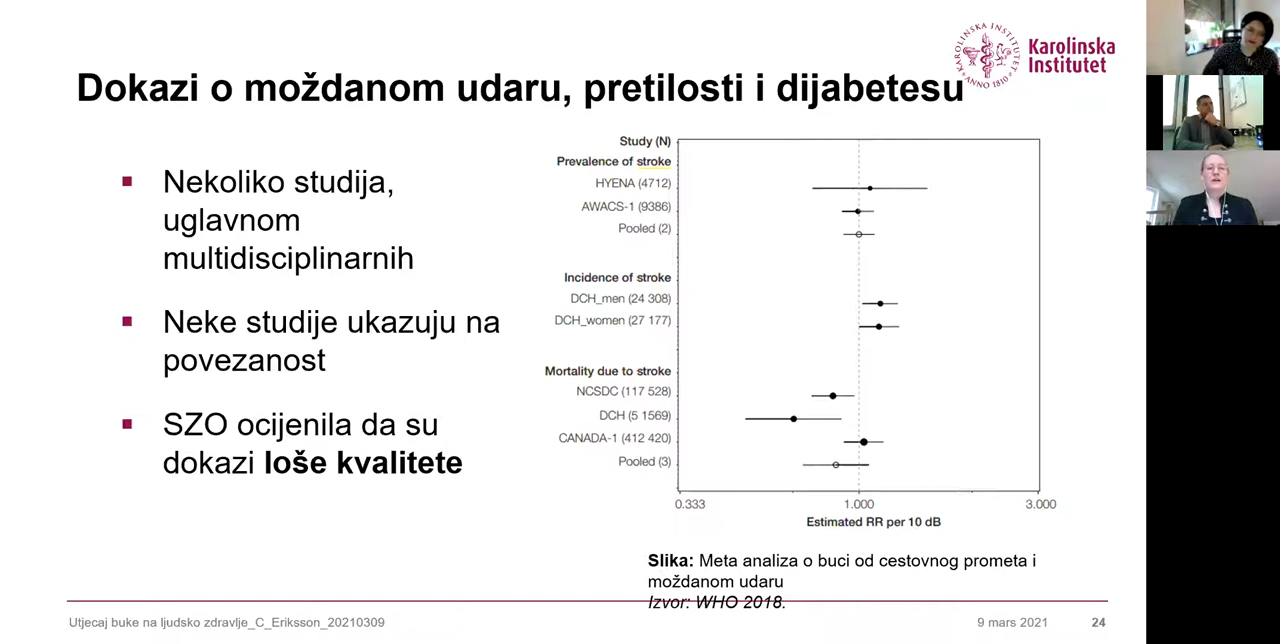 Karolinska
Institutet
KAROLINSKA INSTITUTET
ANNO 1810
Dokazi o moždanom udaru, pretilosti i dijabetesu
Nekoliko studija,
uglavnom
multidisciplinarnih
Neke studije ukazuju na
povezanost
SZO ocijenila da su
dokazi loše kvalitete
Study (N)
Prevalence of stroke
HYENA (4712)
AWACS-1 (9386)
Pooled (2)
Incidence of stroke
DCH_men (24 308)
DCH_women (27 177)
Mortality due to stroke
NCSDC (117 528)
DCH (5 1569)
CANADA-1 (412 420)
Pooled (3)
0.333 1.000 3.000
Estimated RR per 10 dB
Slika: Meta analiza o buci od cestovnog prometa i
moždanom udaru
Izvor: WHO 2018.
Utjecaj buke na ljudsko zdravlje_C_Eriksson_20210309 9 mars 2021 24